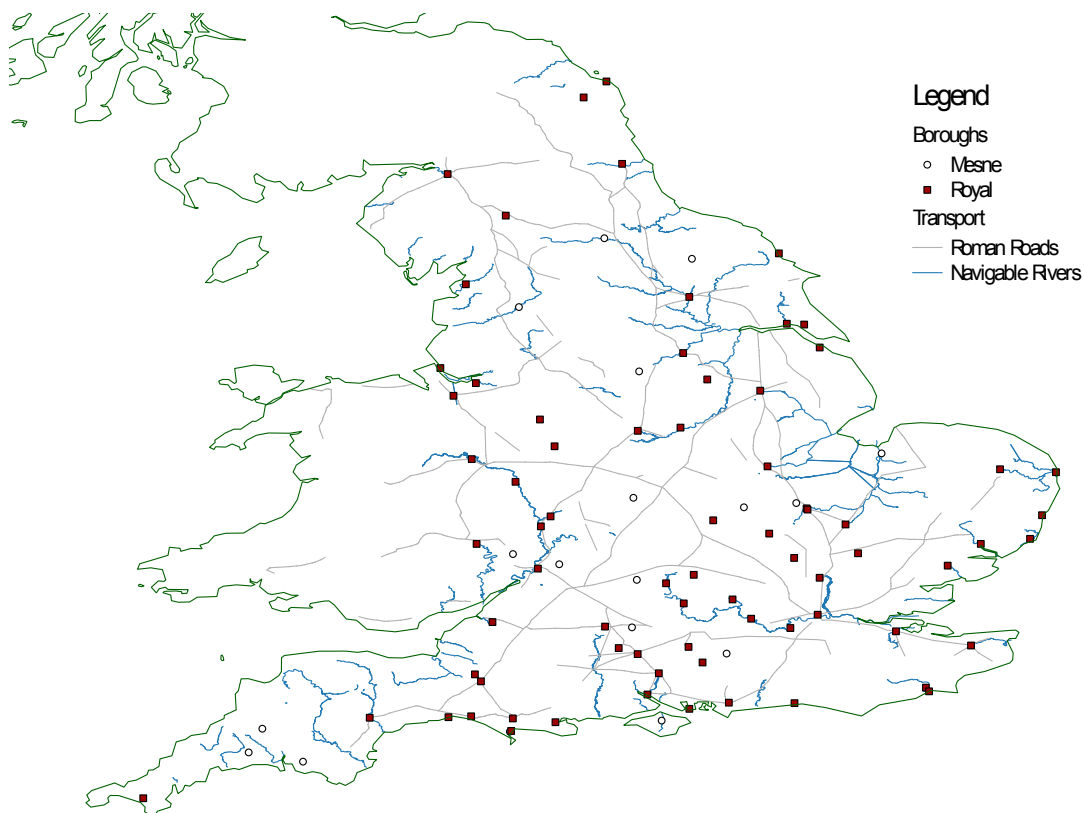 Legend
Boroughs
Mesne
Royal
Transport
Roman Roads
Navigable Rivers